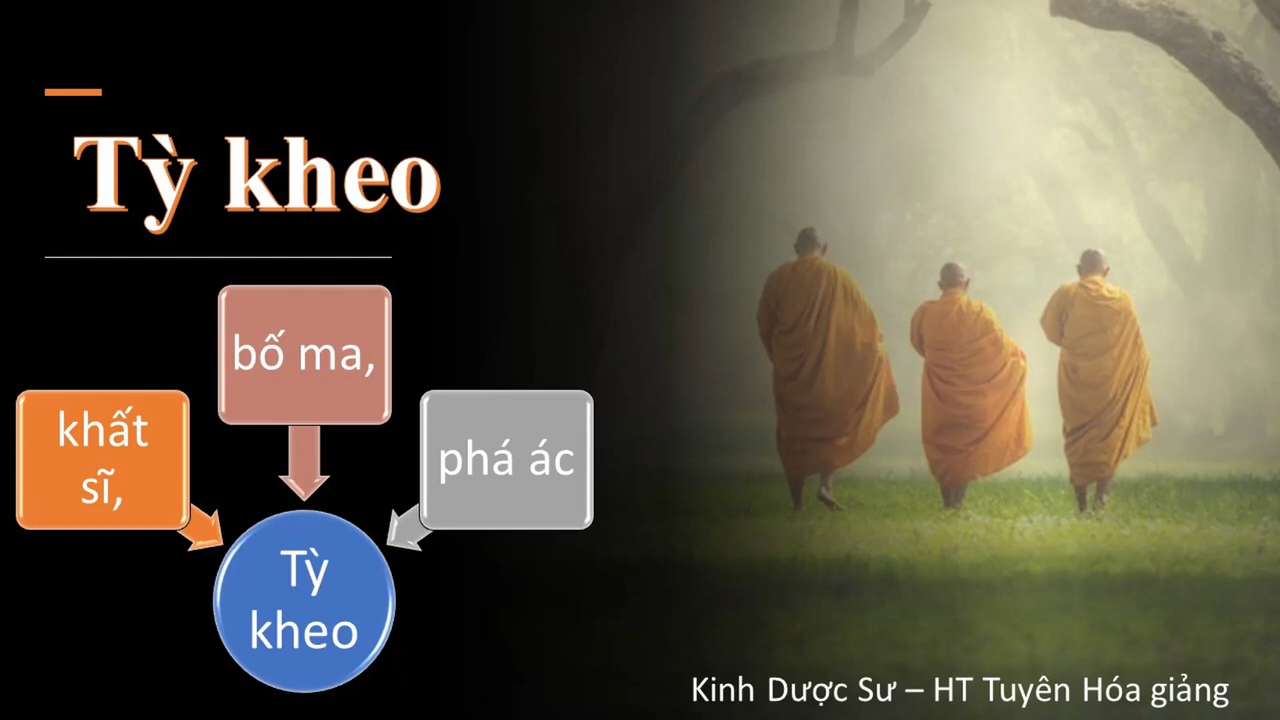 Tỳ kheo
bố ma,
khất
sĩ,
phá ác
Tỳ
kheo
Kinh Dược Sư – HT Tuyên Hóa giảng